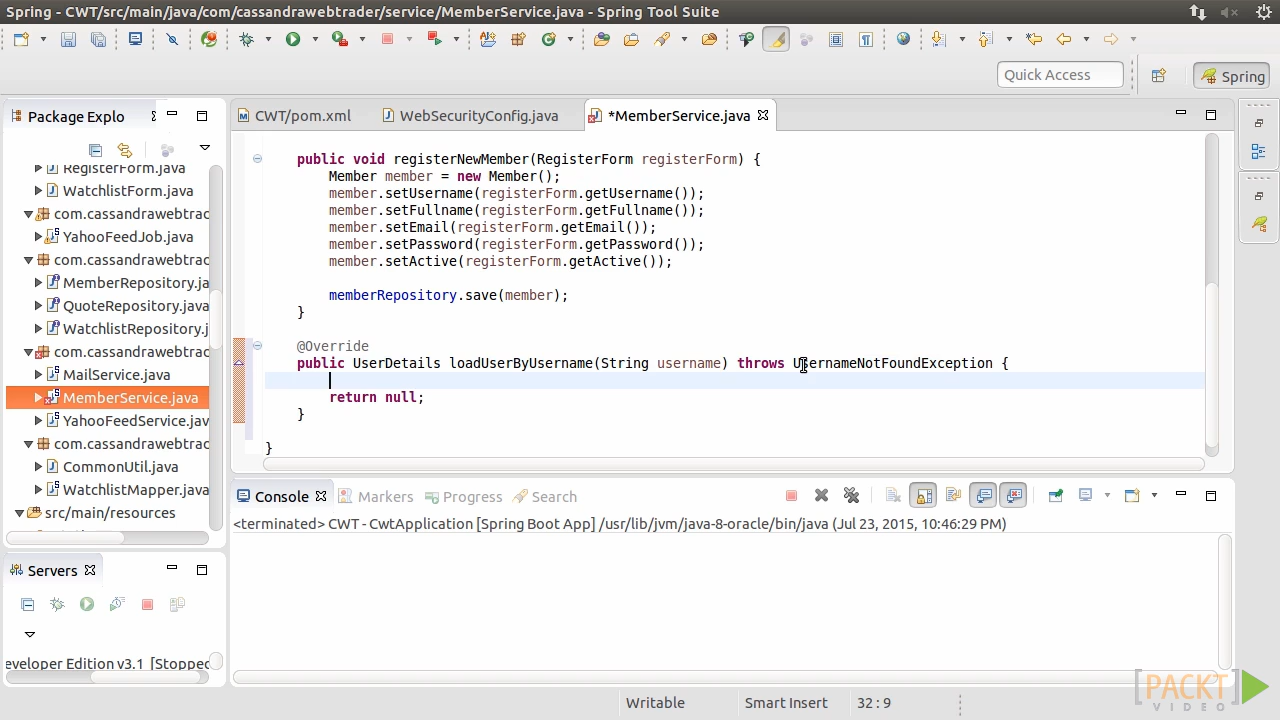 Spring - CWT/src/main/java/com/cassandrawebtrader/service/MemberService.java - Spring Tool Suite
Quick Access
Spring
Package Explo
CWT/pom.xml
WebSecurityConfig.java
*MemberService.java
RegisterForm.java
WatchlistForm.java
com.cassandrawebtrac
YahooFeedJob.java
com.cassandrawebtrac
MemberRepository.ja
QuoteRepository.java
WatchlistRepository.j
com.cassandrawebtrac
MailService.java
MemberService.java
YahooFeedService.jav
com.cassandrawebtrac
CommonUtil.java
WatchlistMapper.java
src/main/resources
public void registerNewMember(RegisterForm registerForm) {
Member member = new Member();
member.setUsername(registerForm.getUsername());
member.setFullname(registerForm.getFullname());
member.setEmail(registerForm.getEmail());
member.setPassword(registerForm.getPassword());
member.setActive(registerForm.getActive());
memberRepository.save(member);
}
@Override
public UserDetails loadUserByUsername(String username) throws UsernameNotFoundException {
return null;
}
}
Servers
eveloper Edition v3.1 [Stopped
Console
Markers
Progress
Search
<terminated> CWT - CwtApplication [Spring Boot App] /usr/lib/jvm/java-8-oracle/bin/java (Jul 23, 2015, 10:46:29 PM)
Writable
Smart Insert
32 : 9
[PACKT]
VIDEO